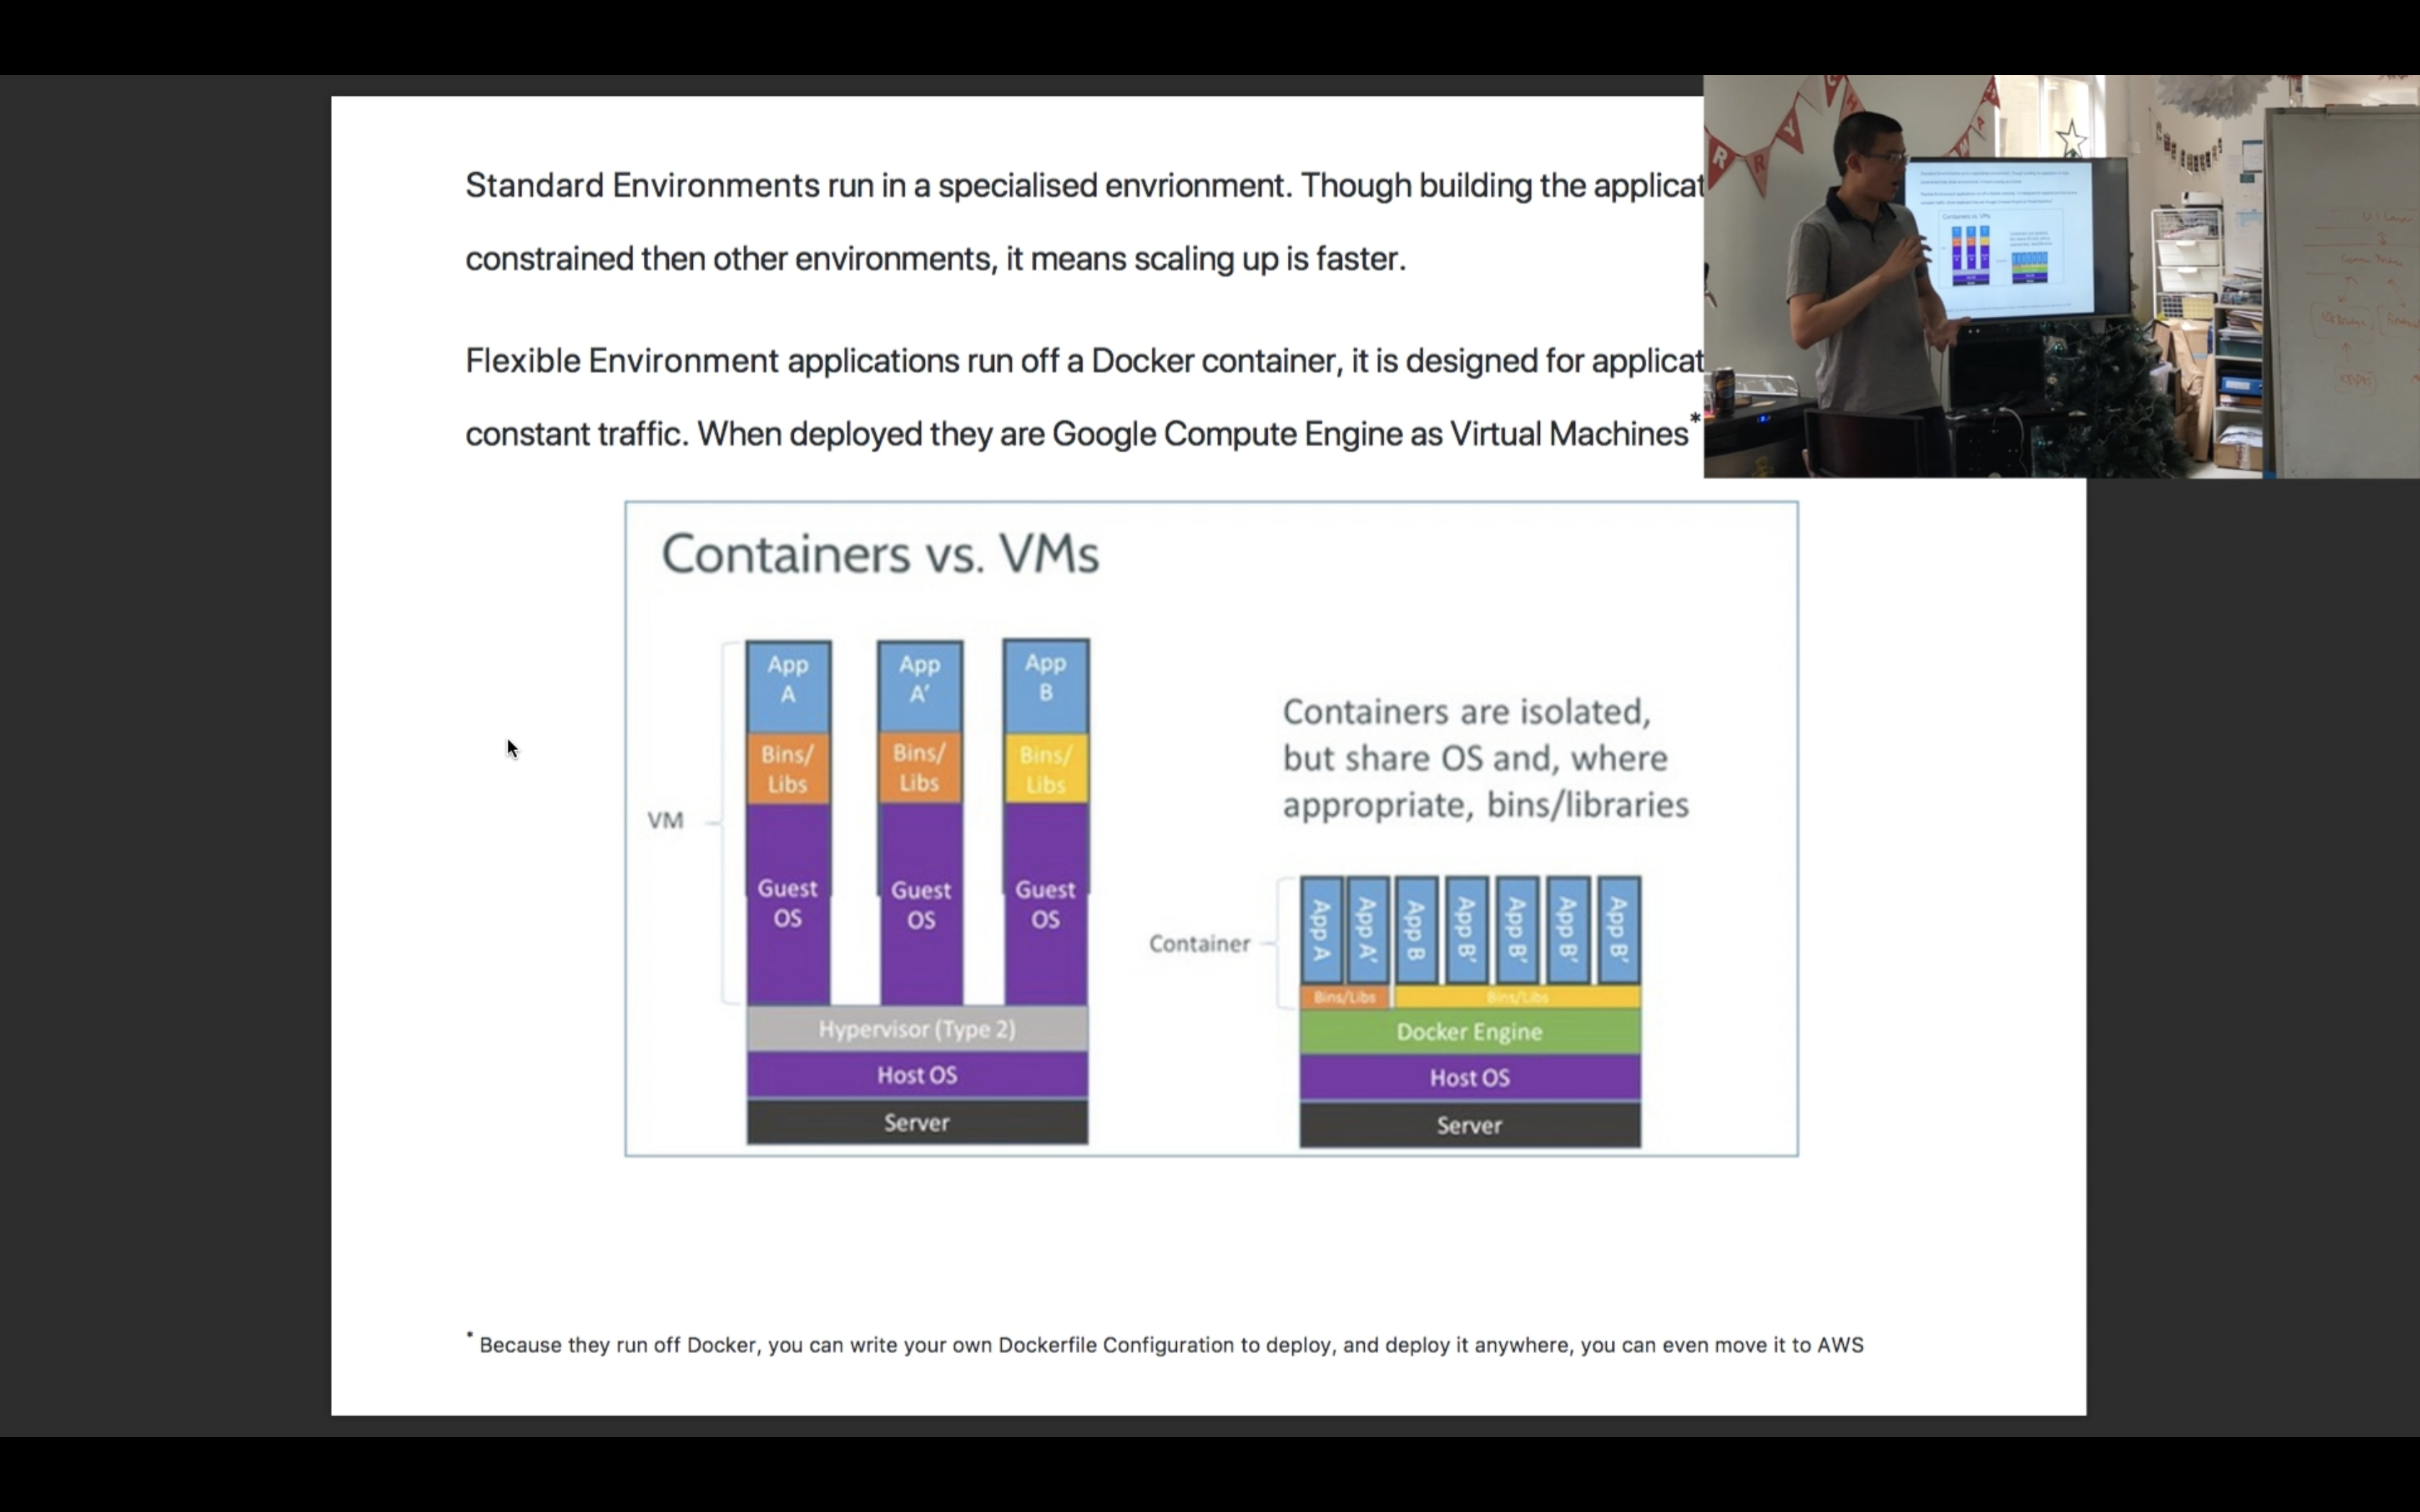 Standard Environments run in a specialised envrionment. Though building the applicat
constrained then other environments, it means scaling up is faster.
Flexible Environment applications run off a Docker container, it is designed for applicat
constant traffic. When deployed they are Google Compute Engine as Virtual Machines*
Containers vs. VMs
App A
App A'
App B
Bins/ Libs
Bins/ Libs
Bins/ Libs
VM
Guest OS
Guest OS
Guest OS
Hypervisor (Type 2)
Host OS
Server
Containers are isolated,
but share OS and, where
appropriate, bins/libraries
Container
App A
App A'
App B
App B'
App B'
App B'
App B'
Bins/Libs
Bins/Libs
Docker Engine
Host OS
Server
* Because they run off Docker, you can write your own Dockerfile Configuration to deploy, and deploy it anywhere, you can even move it to AWS
R R Y
Containers vs. VMs